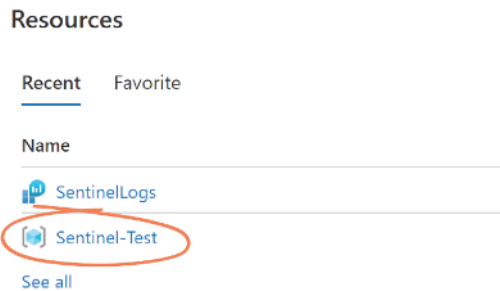 Resources
Recent Favorite
Name
SentinelLogs
Sentinel-Test
See all